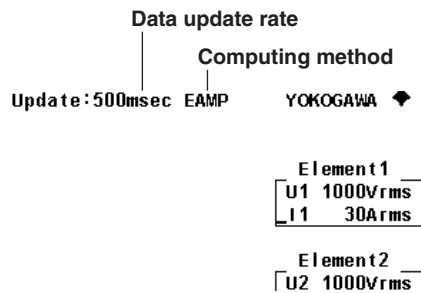 Data update rate
Computing method
Update:500msec EAMP YOKOGAWA
Element1
U1 1000Vrms
I1 30Arms
Element2
U2 1000Vrms